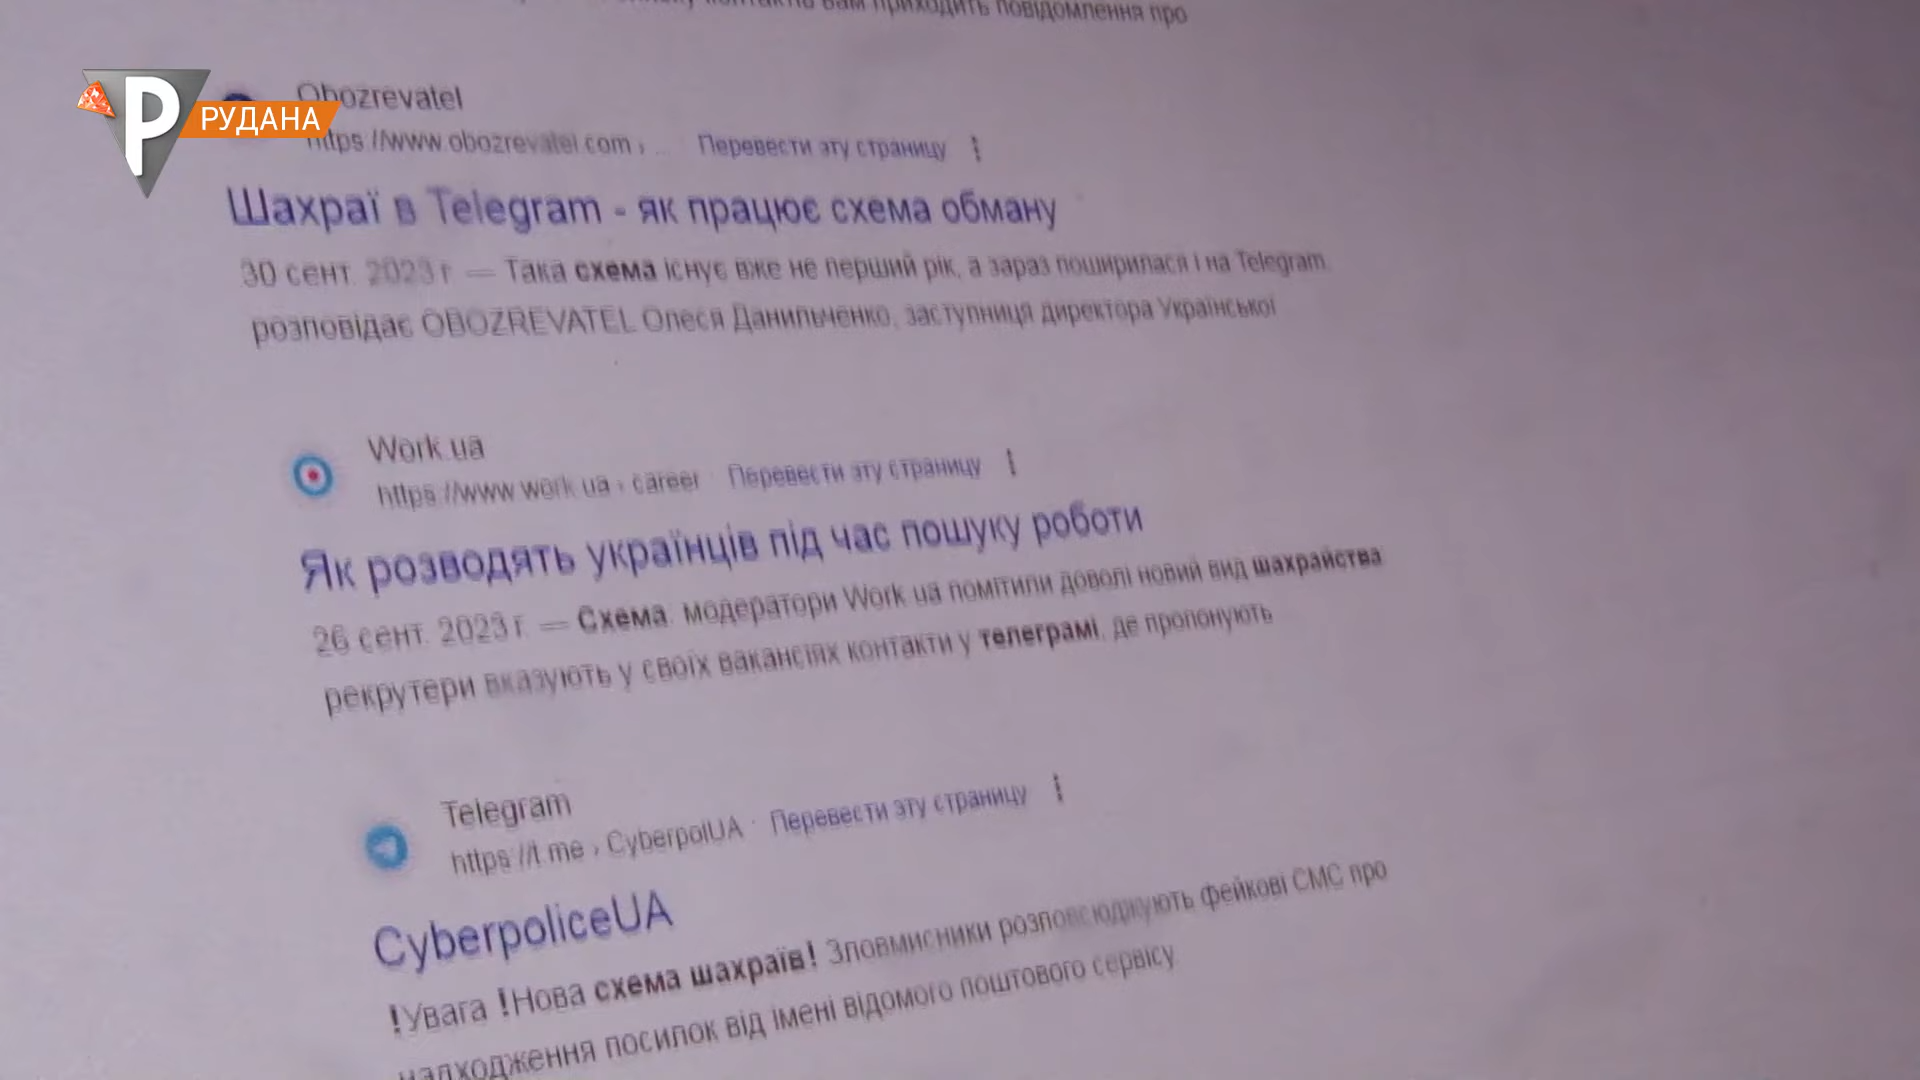 вам приходить повідомлення про
Obozrevatel
РУДАНА
https://www.obozrevatel.com › ... Перевести эту страницу
Шахраї в Telegram - як працює схема обману
30 сент. 2023 г. — Така схема існує вже не перший рік, а зараз поширилася і на Telegram,
розповідає OBOZREVATEL Олеся Данильченко, заступниця директора Української
Work.ua
https://www.work.ua › career · Перевести эту страницу
Як розводять українців під час пошуку роботи
26 сент. 2023 г. — Схема. модератори Work.ua помітили доволі новий вид шахрайства
рекрутери вказують у своїх вакансіях контакти у телеграмі, де пропонують
Telegram
https://t.me › CyberpolUA · Перевести эту страницу
CyberpoliceUA
!Увага !Нова схема шахраїв! Зловмисники розповсюджують фейкові СМС про
надходження посилок від імені відомого поштового сервісу.